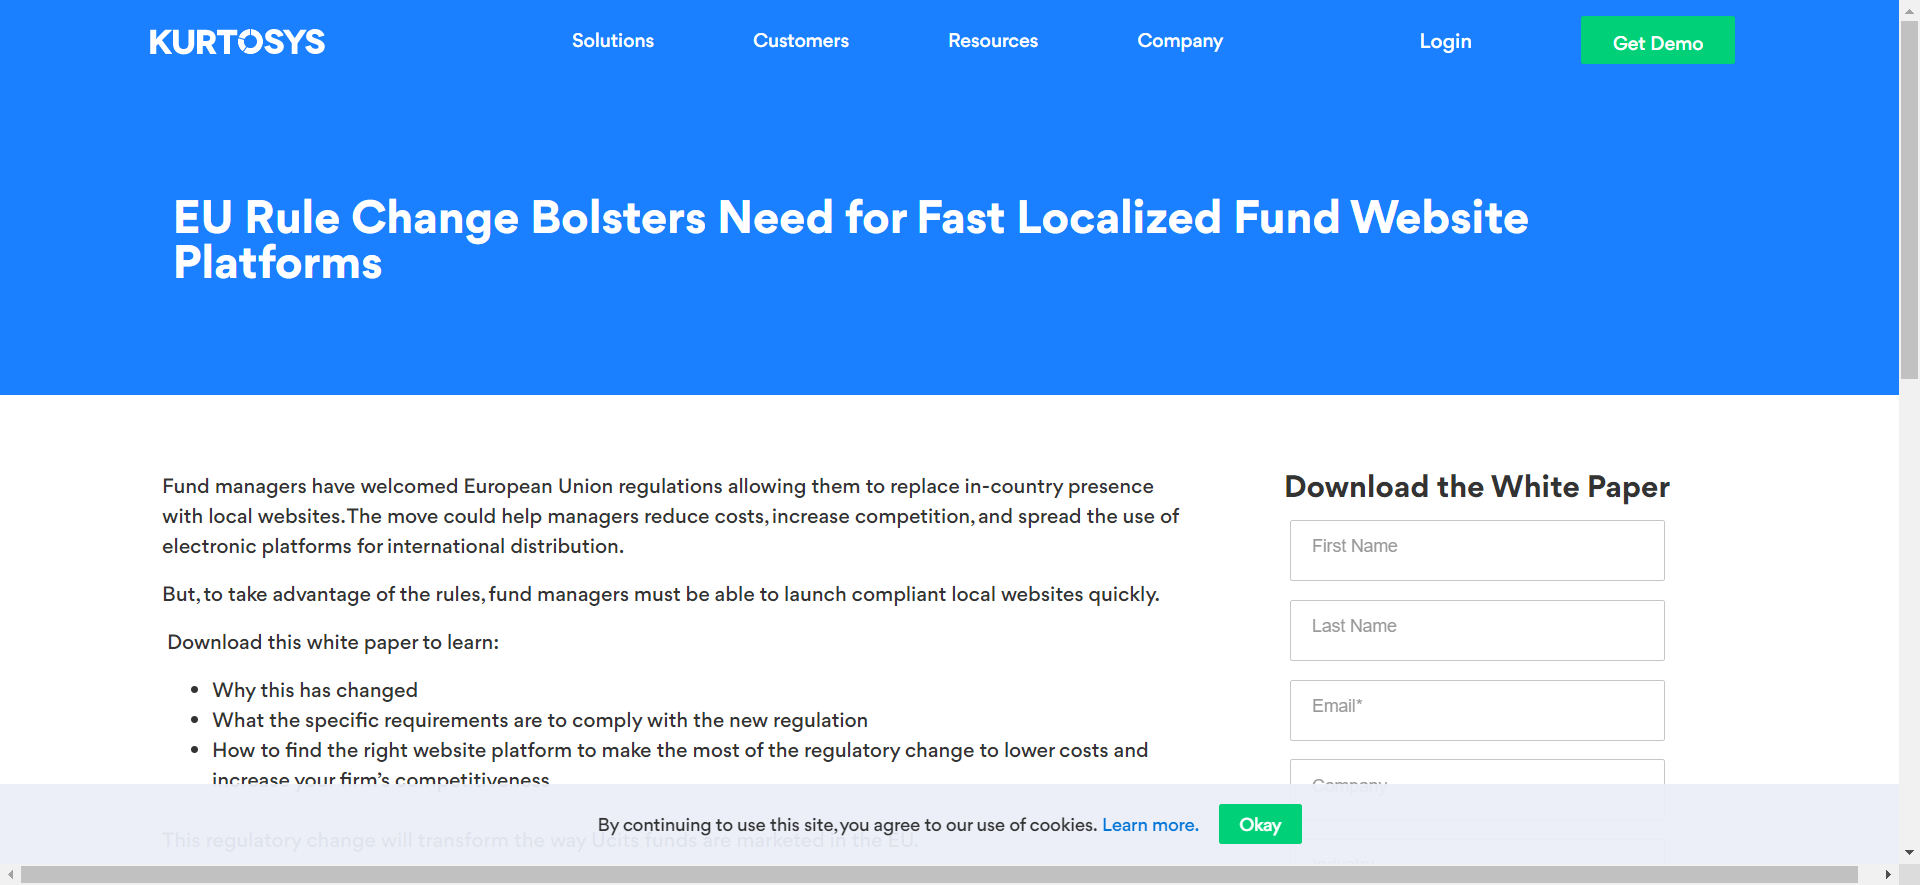 KURTOSYS
Solutions
Customers
Resources
Company
Login
Get Demo
EU Rule Change Bolsters Need for Fast Localized Fund Website
Platforms
Fund managers have welcomed European Union regulations allowing them to replace in-country presence
with local websites. The move could help managers reduce costs, increase competition, and spread the use of
electronic platforms for international distribution.
But, to take advantage of the rules, fund managers must be able to launch compliant local websites quickly.
Download this white paper to learn:
• Why this has changed
• What the specific requirements are to comply with the new regulation
• How to find the right website platform to make the most of the regulatory change to lower costs and
increase your firm’s competitiveness
This regulatory change will transform the way Ucits funds are marketed in the EU.
Download the White Paper
First Name
Last Name
Email*
Company
By continuing to use this site, you agree to our use of cookies. Learn more.
Okay